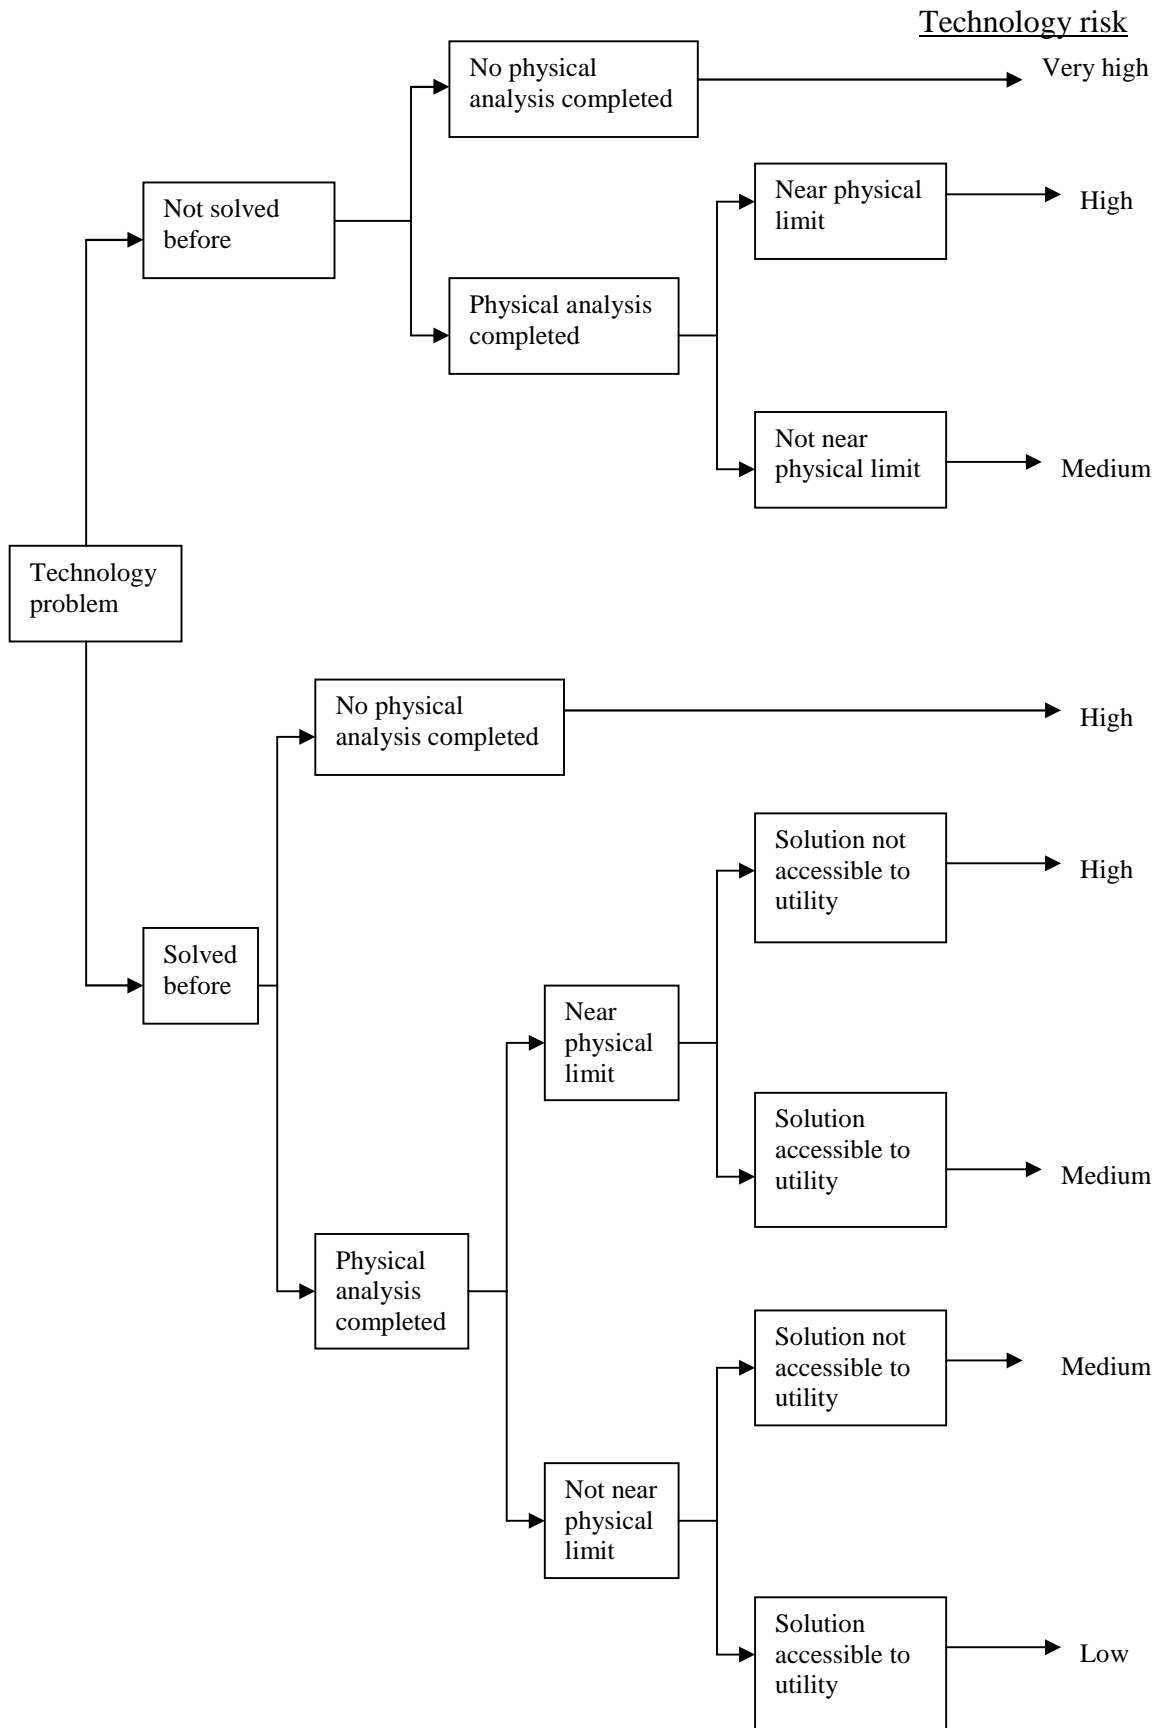 Technology risk
No physical
analysis completed
Very high
Not solved
before
Near physical
limit
High
Physical analysis
completed
Not near
physical limit
Medium
Technology
problem
No physical
analysis completed
High
Solution not
accessible to
utility
High
Solved
before
Near
physical
limit
Solution
accessible to
utility
Medium
Physical
analysis
completed
Solution not
accessible to
utility
Medium
Not near
physical
limit
Solution
accessible to
utility
Low